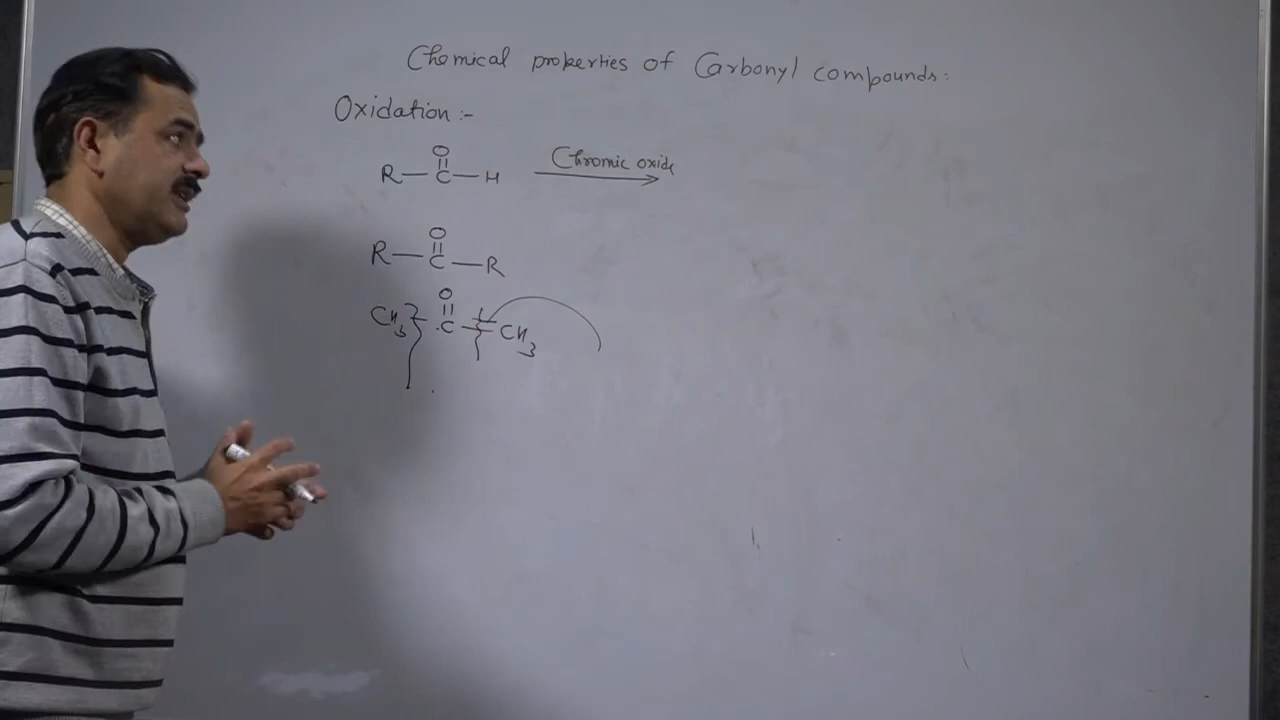 Chemical properties of Carbonyl compounds:
Oxidation :-
O
R — C — H Chromic oxide
O
R — C — R
O
CH3 — C — CH3